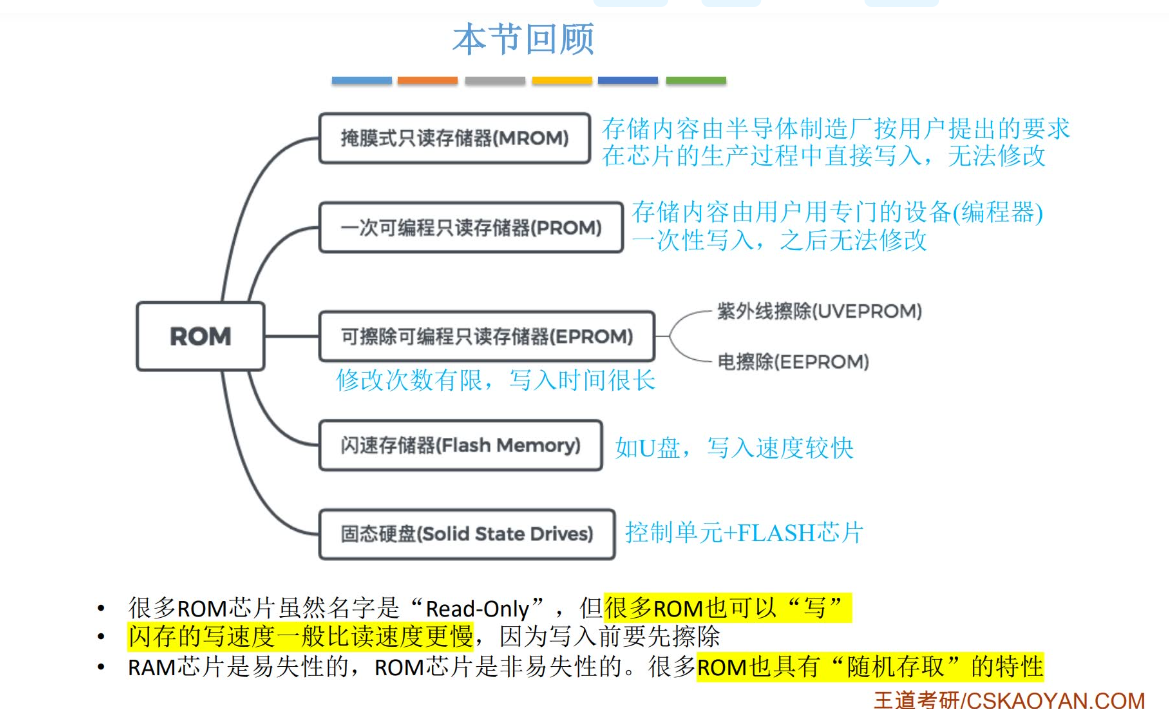 本节回顾
掩膜式只读存储器(MROM)
存储内容由半导体制造厂按用户提出的要求
在芯片的生产过程中直接写入，无法修改
一次可编程只读存储器(PROM)
存储内容由用户用专门的设备(编程器)
一次性写入，之后无法修改
ROM
可擦除可编程只读存储器(EPROM)
紫外线擦除(UVEPROM)
电擦除(EEPROM)
修改次数有限，写入时间很长
闪速存储器(Flash Memory)
如U盘，写入速度较快
固态硬盘(Solid State Drives)
控制单元+FLASH芯片
• 很多ROM芯片虽然名字是“Read-Only”，但很多ROM也可以“写”
• 闪存的写速度一般比读速度更慢，因为写入前要先擦除
• RAM芯片是易失性的，ROM芯片是非易失性的。很多ROM也具有“随机存取”的特性
王道考研/CSKAOYAN.COM